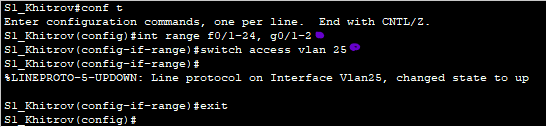 S1_Khitrov#conf t
Enter configuration commands, one per line.  End with CNTL/Z.
S1_Khitrov(config)#int range f0/1-24, g0/1-2
S1_Khitrov(config-if-range)#switch access vlan 25
S1_Khitrov(config-if-range)#
%LINEPROTO-5-UPDOWN: Line protocol on Interface Vlan25, changed state to up
S1_Khitrov(config-if-range)#exit
S1_Khitrov(config)#